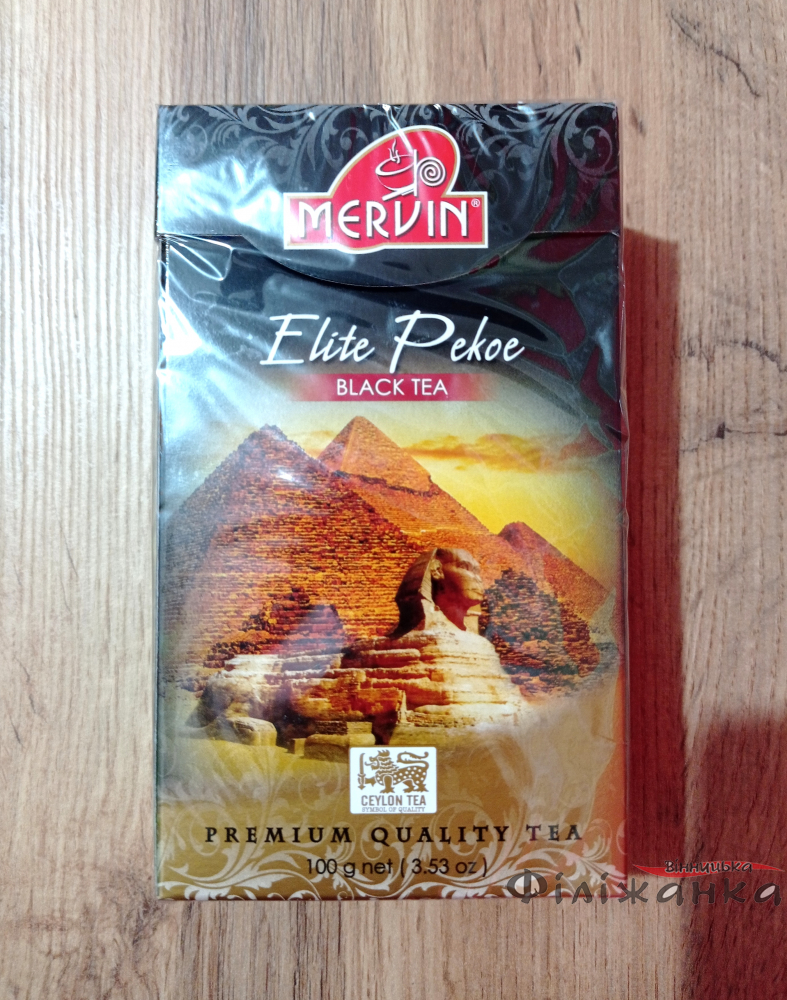 MERVIN®
Elite Pekoe
BLACK TEA
CEYLON TEA
SYMBOL OF QUALITY
PREMIUM QUALITY TEA
100 g net ( 3.53 oz )
вінницька
Філіжанка